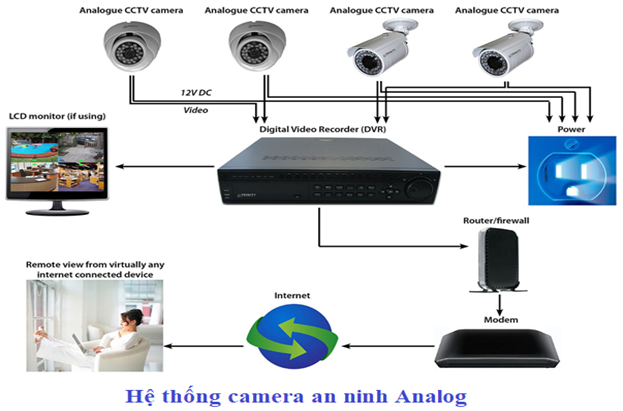 Analogue CCTV camera
Analogue CCTV camera
Analogue CCTV camera
Analogue CCTV camera
12V DC
Video
LCD monitor (if using)
Digital Video Recorder (DVR)
Power
Router/firewall
Remote view from virtually any
internet connected device
Internet
Modem
Hệ thống camera an ninh Analog